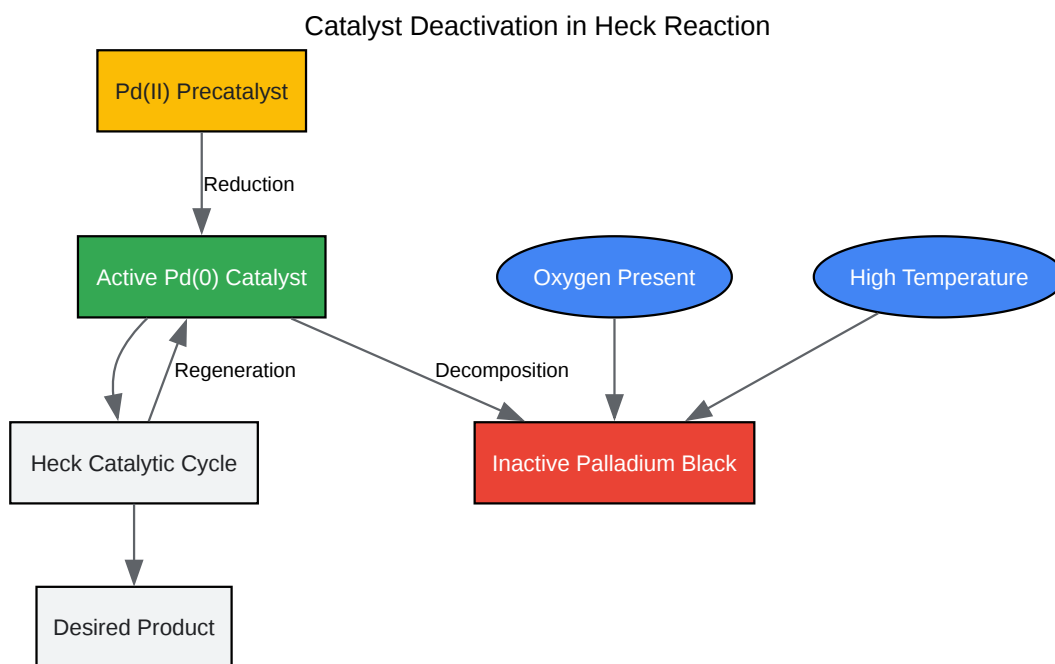 Catalyst Deactivation in Heck Reaction
Pd(II) Precatalyst
Reduction
Active Pd(0) Catalyst
Oxygen Present
High Temperature
Regeneration
Decomposition
Heck Catalytic Cycle
Inactive Palladium Black
Desired Product